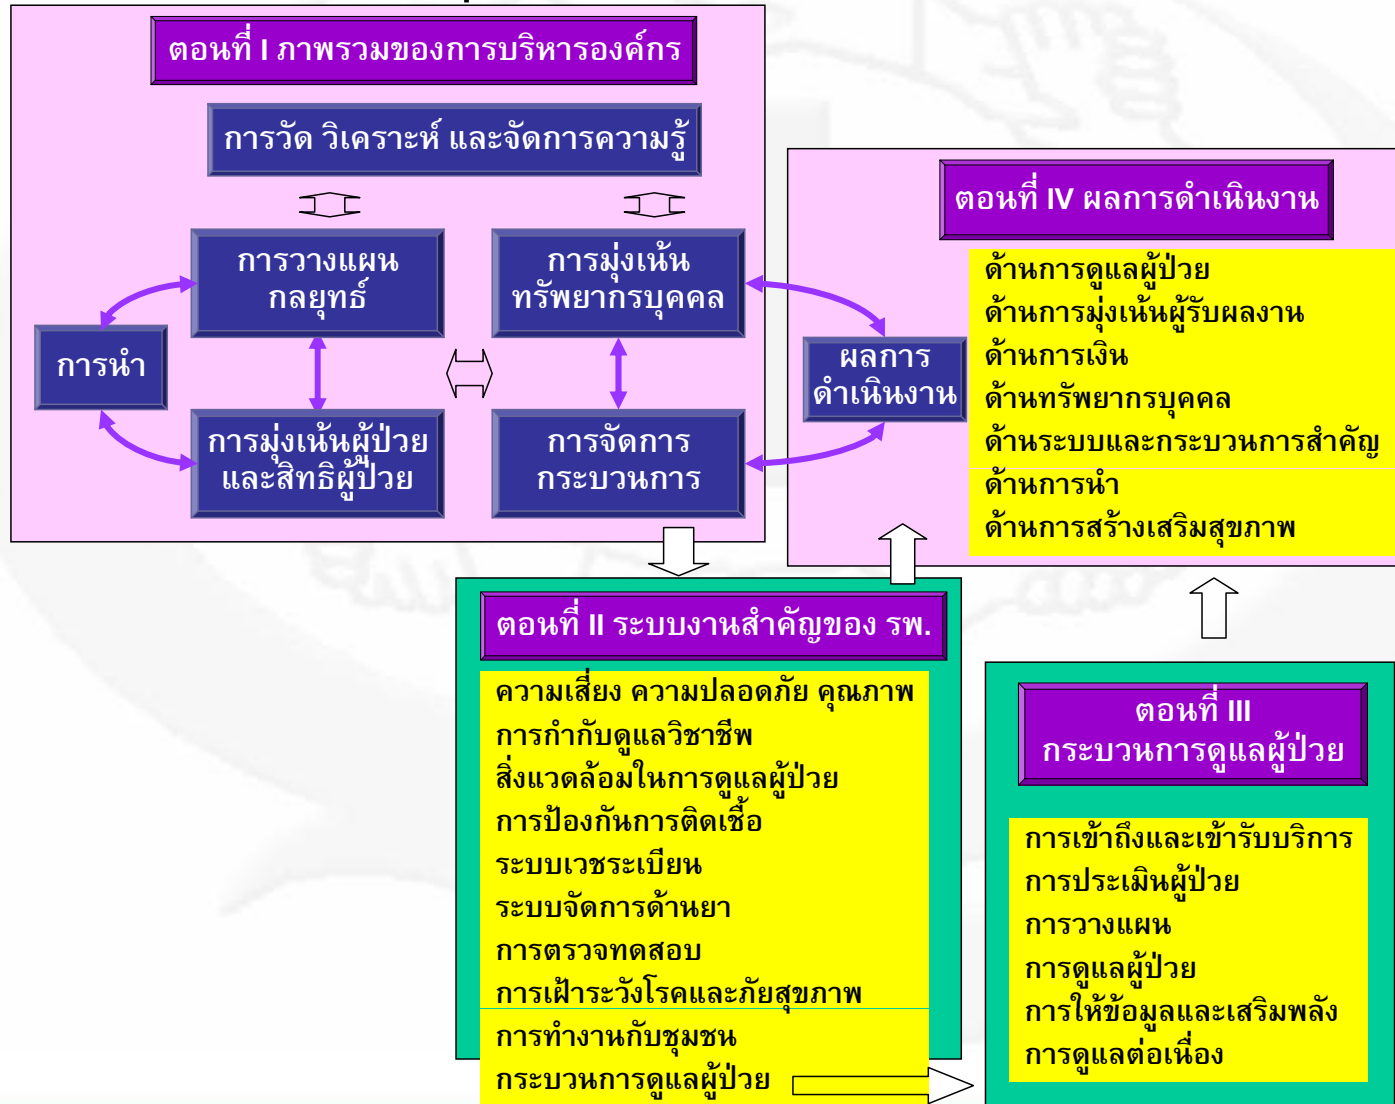 ตอนที่ I ภาพรวมของการบริหารองค์กร
การวัด วิเคราะห์ และจัดการความรู้
การวางแผน
กลยุทธ์
การมุ่งเน้น
ทรัพยากรบุคคล
การนำ
การมุ่งเน้นผู้ป่วย
และสิทธิผู้ป่วย
การจัดการ
กระบวนการ
ผลการ
ดำเนินงาน
ตอนที่ IV ผลการดำเนินงาน
ด้านการดูแลผู้ป่วย
ด้านการมุ่งเน้นผู้รับผลงาน
ด้านการเงิน
ด้านทรัพยากรบุคคล
ด้านระบบและกระบวนการสำคัญ
ด้านการนำ
ด้านการสร้างเสริมสุขภาพ
ตอนที่ II ระบบงานสำคัญของ รพ.
ความเสี่ยง ความปลอดภัย คุณภาพ
การกำกับดูแลวิชาชีพ
สิ่งแวดล้อมในการดูแลผู้ป่วย
การป้องกันการติดเชื้อ
ระบบเวชระเบียน
ระบบจัดการด้านยา
การตรวจทดสอบ
การเฝ้าระวังโรคและภัยสุขภาพ
การทำงานกับชุมชน
กระบวนการดูแลผู้ป่วย
ตอนที่ III
กระบวนการดูแลผู้ป่วย
การเข้าถึงและเข้ารับบริการ
การประเมินผู้ป่วย
การวางแผน
การดูแลผู้ป่วย
การให้ข้อมูลและเสริมพลัง
การดูแลต่อเนื่อง